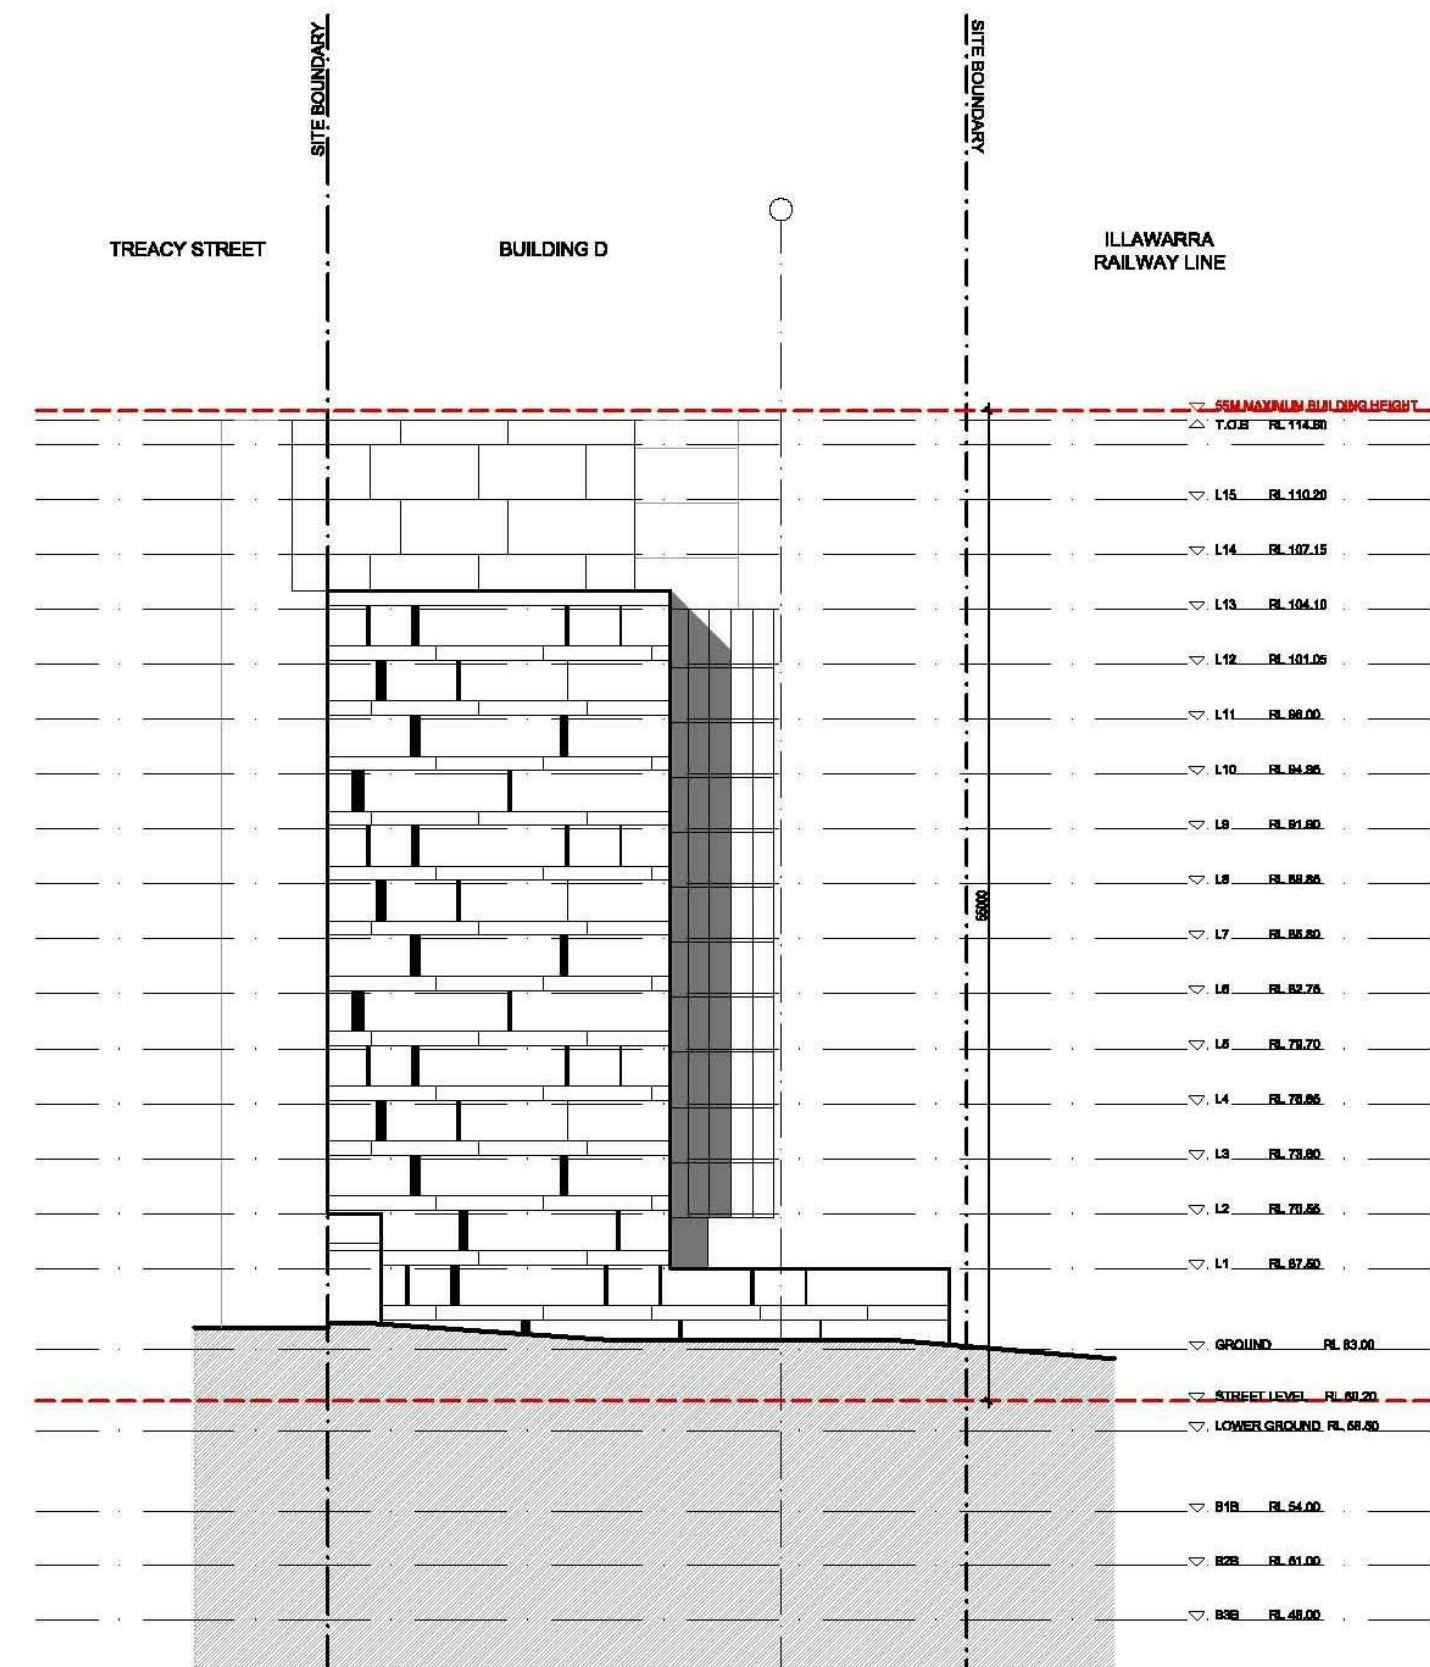 SITE BOUNDARY
SITE BOUNDARY
TREACY STREET
BUILDING D
ILLAWARRA
RAILWAY LINE
55M MAXIMUM BUILDING HEIGHT
T.O.B RL 114.60
L15 RL 110.20
L14 RL 107.15
L13 RL 104.10
L12 RL 101.05
L11 RL 98.00
L10 RL 94.95
L9 RL 91.90
L8 RL 88.85
L7 RL 85.80
L6 RL 82.75
L5 RL 79.70
L4 RL 76.65
L3 RL 73.60
L2 RL 70.55
L1 RL 67.50
55000
GROUND RL 63.00
STREET LEVEL RL 60.20
LOWER GROUND RL 58.50
B1B RL 54.00
B2B RL 51.00
B3B RL 48.00